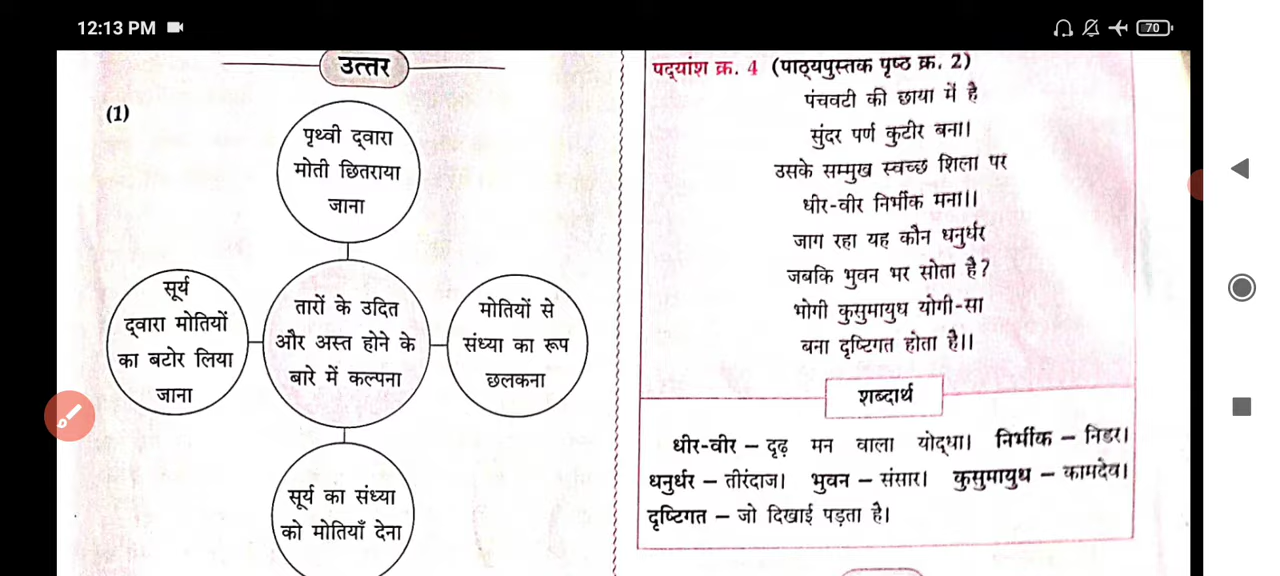 12:13 PM
70
उत्तर
(1)
पृथ्वी द्वारा
मोती छितराया
जाना
सूर्य
द्वारा मोतियों
का बटोर लिया
जाना
तारों के उदित
और अस्त होने के
बारे में कल्पना
मोतियों से
संध्या का रूप
छलकना
सूर्य का संध्या
को मोतियाँ देना
पद्यांश क्र. 4 (पाठ्यपुस्तक पृष्ठ क्र. 2)
पंचवटी की छाया में है
सुंदर पर्ण कुटीर बना।
उसके सम्मुख स्वच्छ शिला पर
धीर-वीर निर्भीक मना।।
जाग रहा यह कौन धनुर्धर
जबकि भुवन भर सोता है?
भोगी कुसुमायुध योगी-सा
बना दृष्टिगत होता है।।
शब्दार्थ
धीर-वीर – दृढ़ मन वाला योद्धा। निर्भीक – निडर।
धनुर्धर – तीरंदाज। भुवन – संसार। कुसुमायुध – कामदेव।
दृष्टिगत – जो दिखाई पड़ता है।